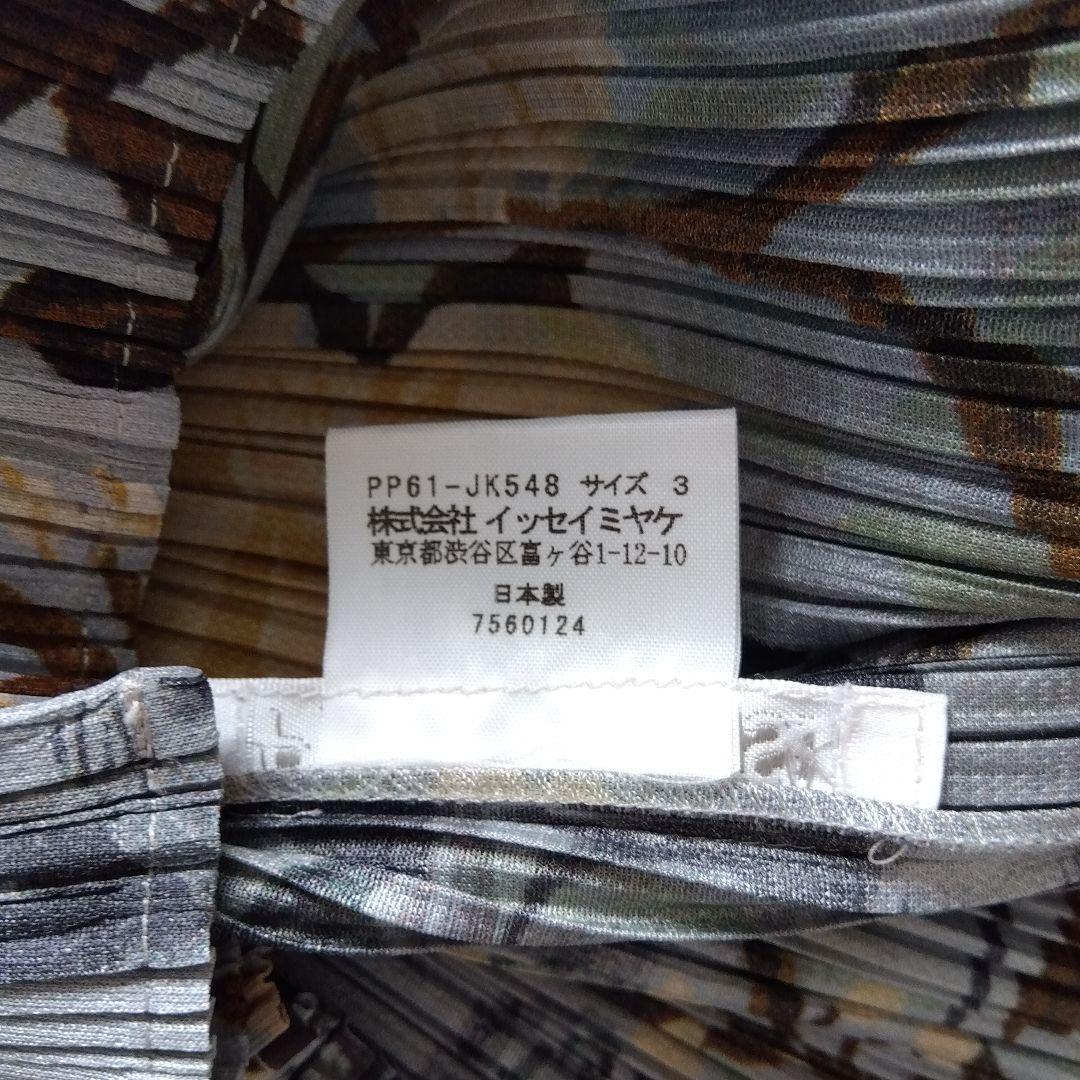 PP61-JK548 サイズ 3
株式会社 イッセイミヤケ
東京都渋谷区富ヶ谷1-12-10
日本製
7560124